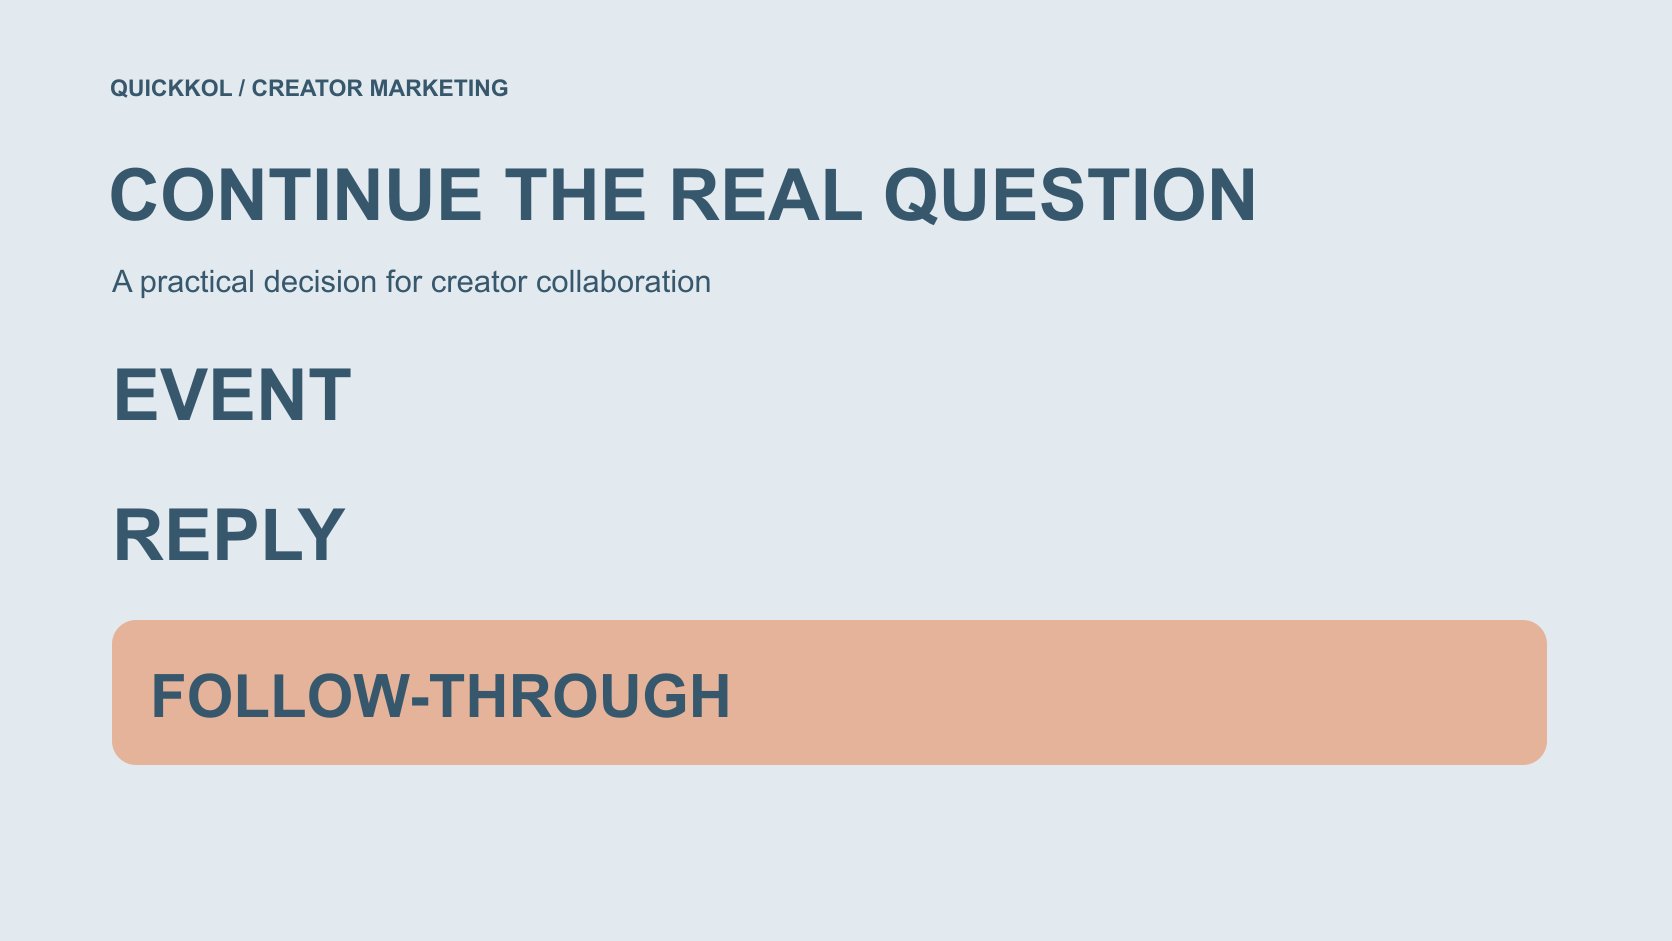 QUICKKOL / CREATOR MARKETING
CONTINUE THE REAL QUESTION
A practical decision for creator collaboration
EVENT
REPLY
FOLLOW-THROUGH